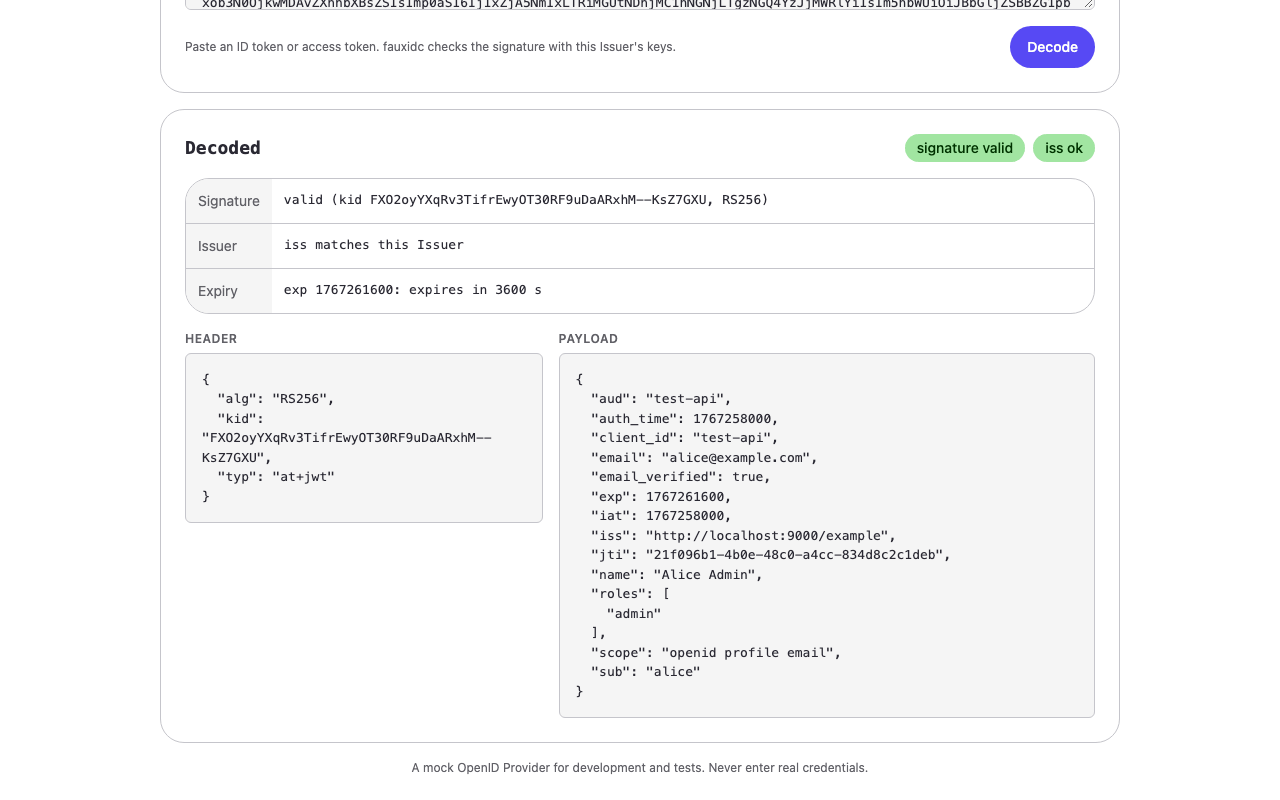 Paste an ID token or access token. fauxidc checks the signature with this Issuer's keys.
Decode
Decoded
signature valid
iss ok
Signature
valid (kid FXO2oyYXqRv3TifrEwyOT30RF9uDaARxhM--KsZ7GXU, RS256)
Issuer
iss matches this Issuer
Expiry
exp 1767261600: expires in 3600 s
HEADER
{
"alg": "RS256",
"kid":
"FXO2oyYXqRv3TifrEwyOT30RF9uDaARxhM--
KsZ7GXU",
"typ": "at+jwt"
}
PAYLOAD
{
"aud": "test-api",
"auth_time": 1767258000,
"client_id": "test-api",
"email": "alice@example.com",
"email_verified": true,
"exp": 1767261600,
"iat": 1767258000,
"iss": "http://localhost:9000/example",
"jti": "21f096b1-4b0e-48c0-a4cc-834d8c2c1deb",
"name": "Alice Admin",
"roles": [
"admin"
],
"scope": "openid profile email",
"sub": "alice"
}
A mock OpenID Provider for development and tests. Never enter real credentials.